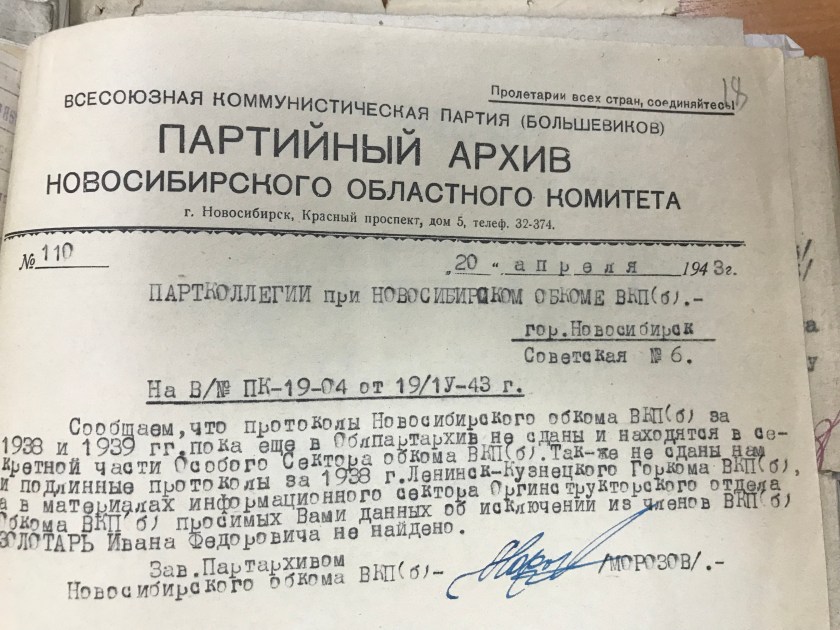 Пролетарии всех стран, соединяйтесь!
18
ВСЕСОЮЗНАЯ КОММУНИСТИЧЕСКАЯ ПАРТИЯ (БОЛЬШЕВИКОВ)
ПАРТИЙНЫЙ АРХИВ
НОВОСИБИРСКОГО ОБЛАСТНОГО КОМИТЕТА
г. Новосибирск, Красный проспект, дом 5, телеф. 32-374.
№ 110
„20 “ апреля 1943г.
ПАРТКОЛЛЕГИИ при НОВОСИБИРСКОМ ОБКОМЕ ВКП(б).-
гор.Новосибирск
Советская № 6.
На В/№ ПК-19-04 от 19/1У-43 г.
Сообщаем,что протоколы Новосибирского обкома ВКП(б) за
1938 и 1939 гг.пока еще в Облпартархив не сданы и находятся в се-
кретной части Особого Сектора обкома ВКП(б).Так-же не сданы нам
и подлинные протоколы за 1938 г.Ленинск-Кузнецкого Горкома ВКП(б),
а в материалах информационного сектора Оргинструкторского отдела
Обкома ВКП б) просимых Вами данных об исключении из членов ВКП(б)
ЗОЛОТАРЬ Ивана Федоровича не найдено.
Зав.Партархивом
Новосибирского обкома ВКП(б)- /МОРОЗОВ/.-